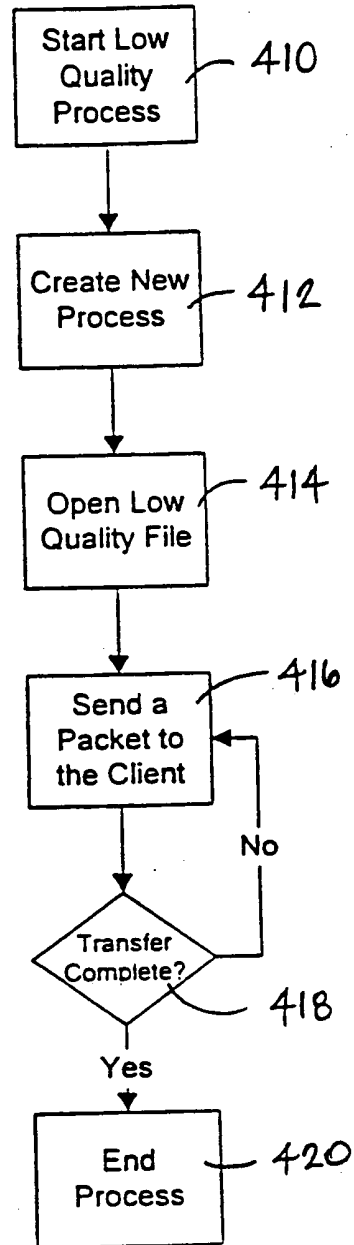 Start Low
Quality
Process
410
Create New
Process
412
Open Low
Quality File
414
Send a
Packet to
the Client
416
No
Transfer
Complete?
418
Yes
End
Process
420